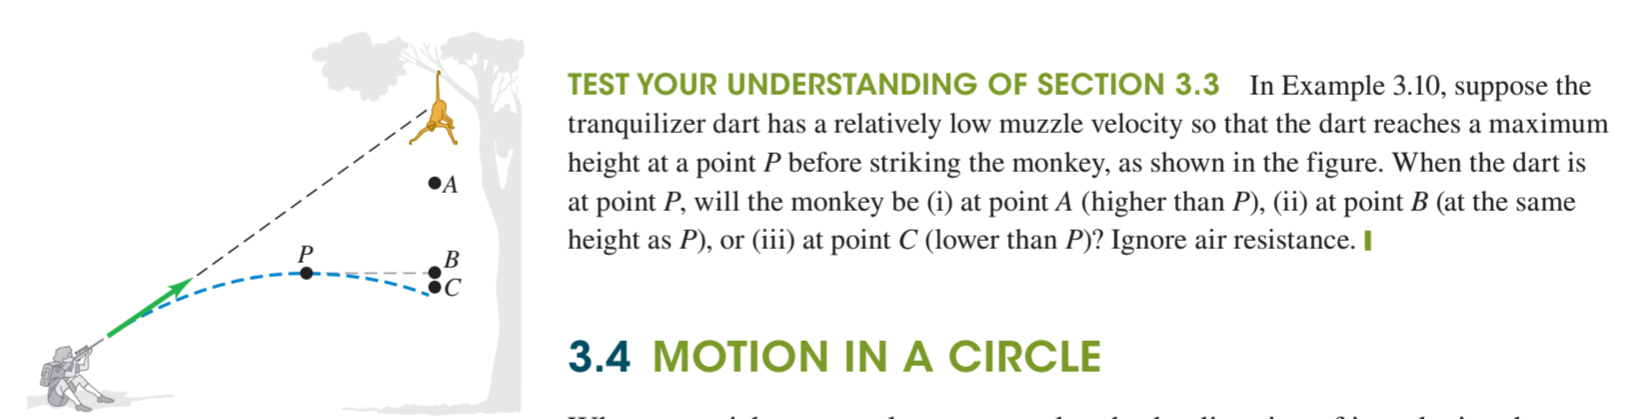 A
P
B
C
TEST YOUR UNDERSTANDING OF SECTION 3.3 In Example 3.10, suppose the
tranquilizer dart has a relatively low muzzle velocity so that the dart reaches a maximum
height at a point P before striking the monkey, as shown in the figure. When the dart is
at point P, will the monkey be (i) at point A (higher than P), (ii) at point B (at the same
height as P), or (iii) at point C (lower than P)? Ignore air resistance.
3.4 MOTION IN A CIRCLE